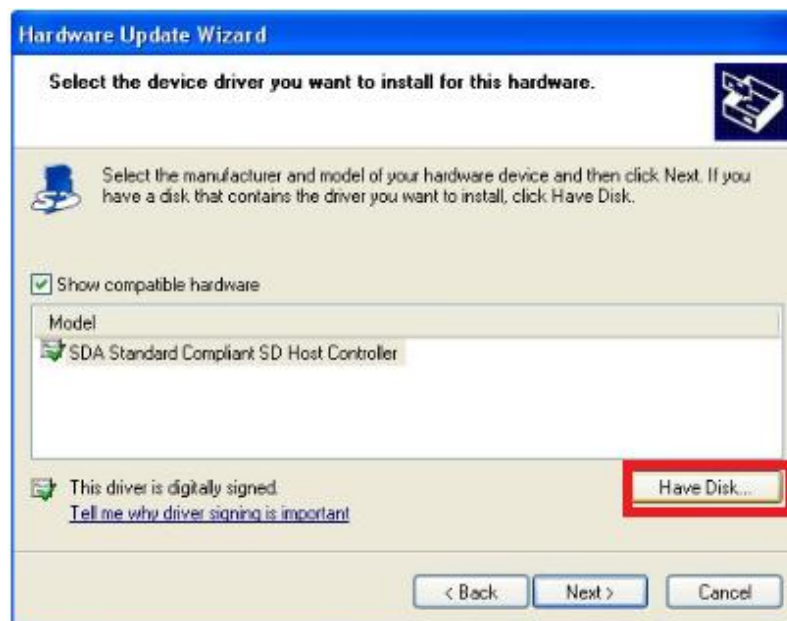 Hardware Update Wizard
Select the device driver you want to install for this hardware.
Select the manufacturer and model of your hardware device and then click Next. If you
have a disk that contains the driver you want to install, click Have Disk.
Show compatible hardware
Model
SDA Standard Compliant SD Host Controller
This driver is digitally signed.
Have Disk...
Tell me why driver signing is important
< Back
Next >
Cancel